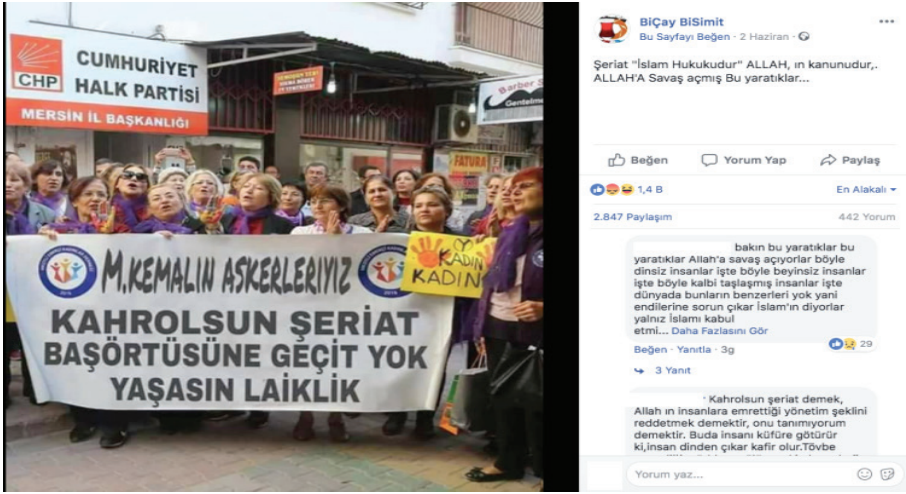 CHP
CUMHURİYET
HALK PARTİSİ
MERSİN İL BAŞKANLIĞI
Barber
Gentelme
FATURA
KADIN
KADIN
M.KEMALİN ASKERLERİYIZ
KAHROLSUN ŞERİAT
BAŞÖRTÜSÜNE GEÇİT YOK
YAŞASIN LAİKLİK
BiÇay BiSimit
Bu Sayfayı Beğen · 2 Haziran ·
Şeriat "İslam Hukukudur" ALLAH, ın kanunudur,.
ALLAH'A Savaş açmış Bu yaratıklar...
Beğen
Yorum Yap
Paylaş
1,4 B
En Alakalı
2.847 Paylaşım
442 Yorum
bakın bu yaratıklar bu
yaratıklar Allah'a savaş açıyorlar böyle
dinsiz insanlar işte böyle beyinsiz insanlar
işte böyle kalbi taşlaşmış insanlar işte
dünyada bunların benzerleri yok yani
endilerine sorun çıkar İslam'ın diyorlar
yalnız İslamı kabul
etmi... Daha Fazlasını Gör
29
Beğen · Yanıtla · 3g
3 Yanıt
Kahrolsun şeriat demek,
Allah ın insanlara emrettiği yönetim şeklini
reddetmek demektir, onu tanımıyorum
demektir. Buda insanı küfüre götürür
ki,insan dinden çıkar kafir olur.Tövbe
Yorum yaz...